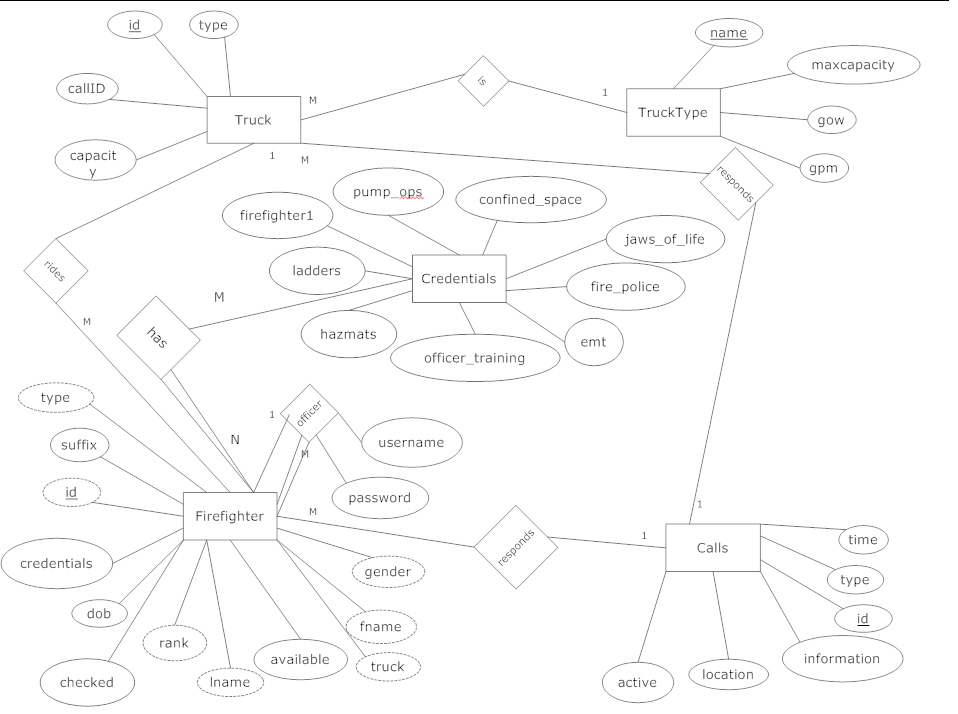 id
type
name
maxcapacity
callID
M
is
1
Truck
TruckType
gow
capacit
y
1
M
gpm
responds
pump_ops
confined_space
firefighter1
jaws_of_life
rides
ladders
Credentials
fire_police
M
M
has
hazmats
emt
officer_training
type
1
officer
suffix
N
M
username
id
password
Firefighter
M
responds
1
1
Calls
time
credentials
gender
type
dob
fname
id
rank
available
truck
information
checked
lname
active
location